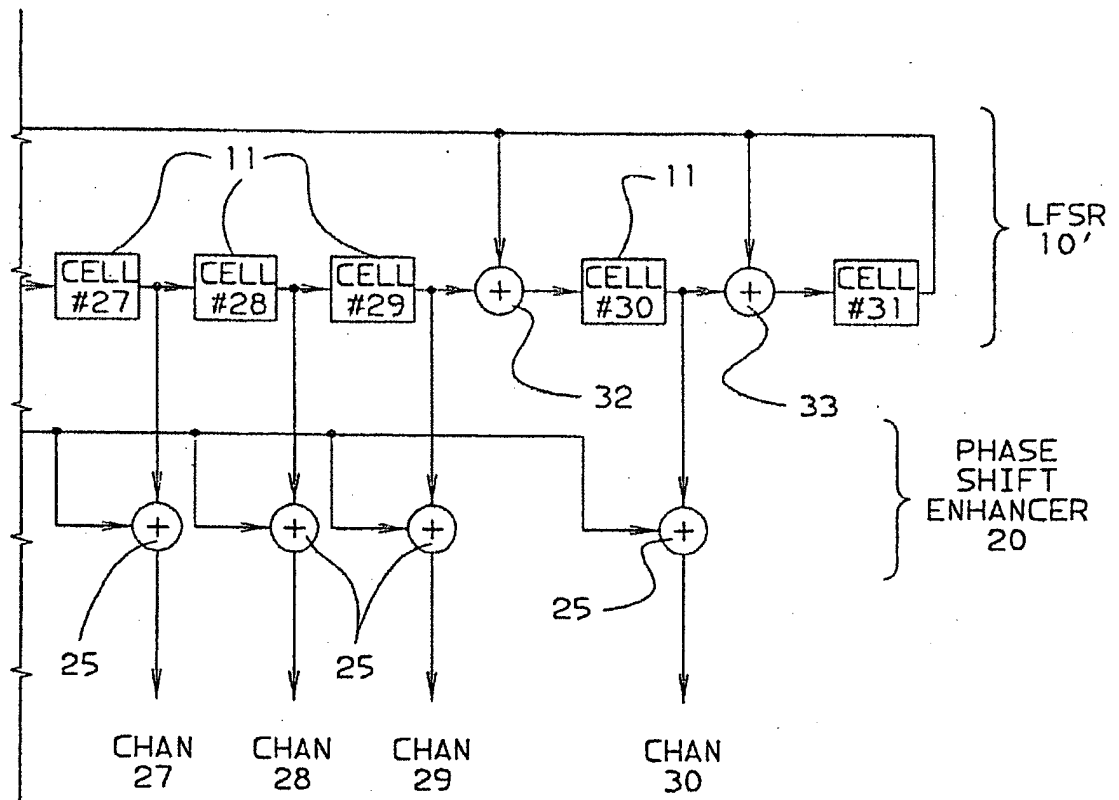 11
11
LFSR
10'
CELL
#27
CELL
#28
CELL
#29
+
CELL
#30
+
CELL
#31
32
33
PHASE
SHIFT
ENHANCER
20
+
+
+
+
25
25
25
CHAN
27
CHAN
28
CHAN
29
CHAN
30